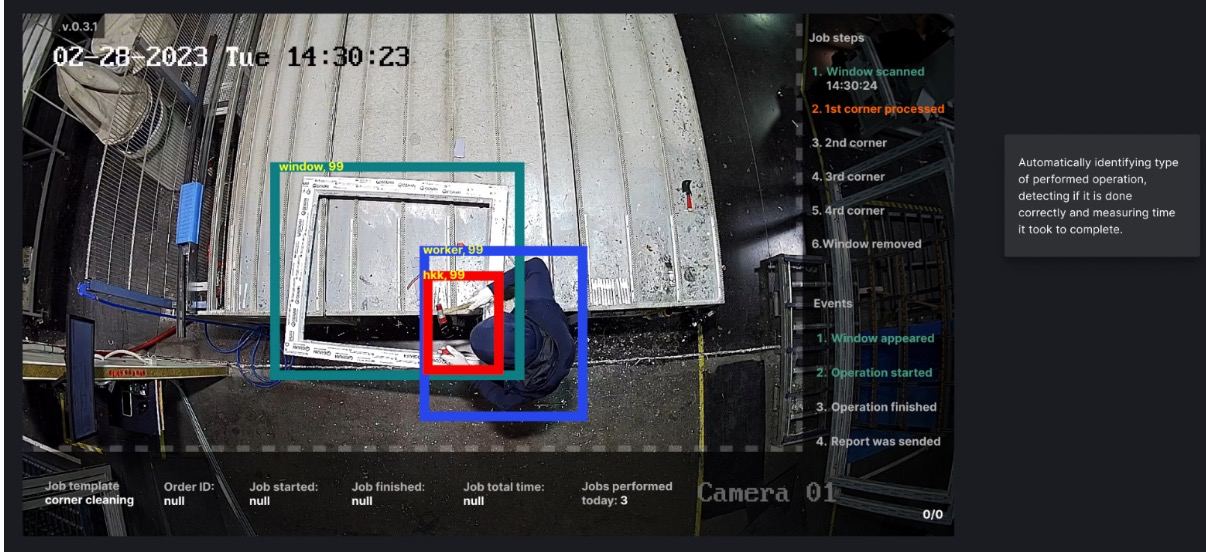 v.0.3.1
02-28-2023 Tue 14:30:23
window, 99
worker, 99
hkk, 99
Job steps
1. Window scanned
14:30:24
2. 1st corner processed
3. 2nd corner
4. 3rd corner
5. 4rd corner
6.Window removed
Events
1. Window appeared
2. Operation started
3. Operation finished
4. Report was sended
Automatically identifying type
of performed operation,
detecting if it is done
correctly and measuring time
it took to complete.
Job template
corner cleaning
Order ID:
null
Job started:
null
Job finished:
null
Job total time:
null
Jobs performed
today: 3
Camera 01
0/0